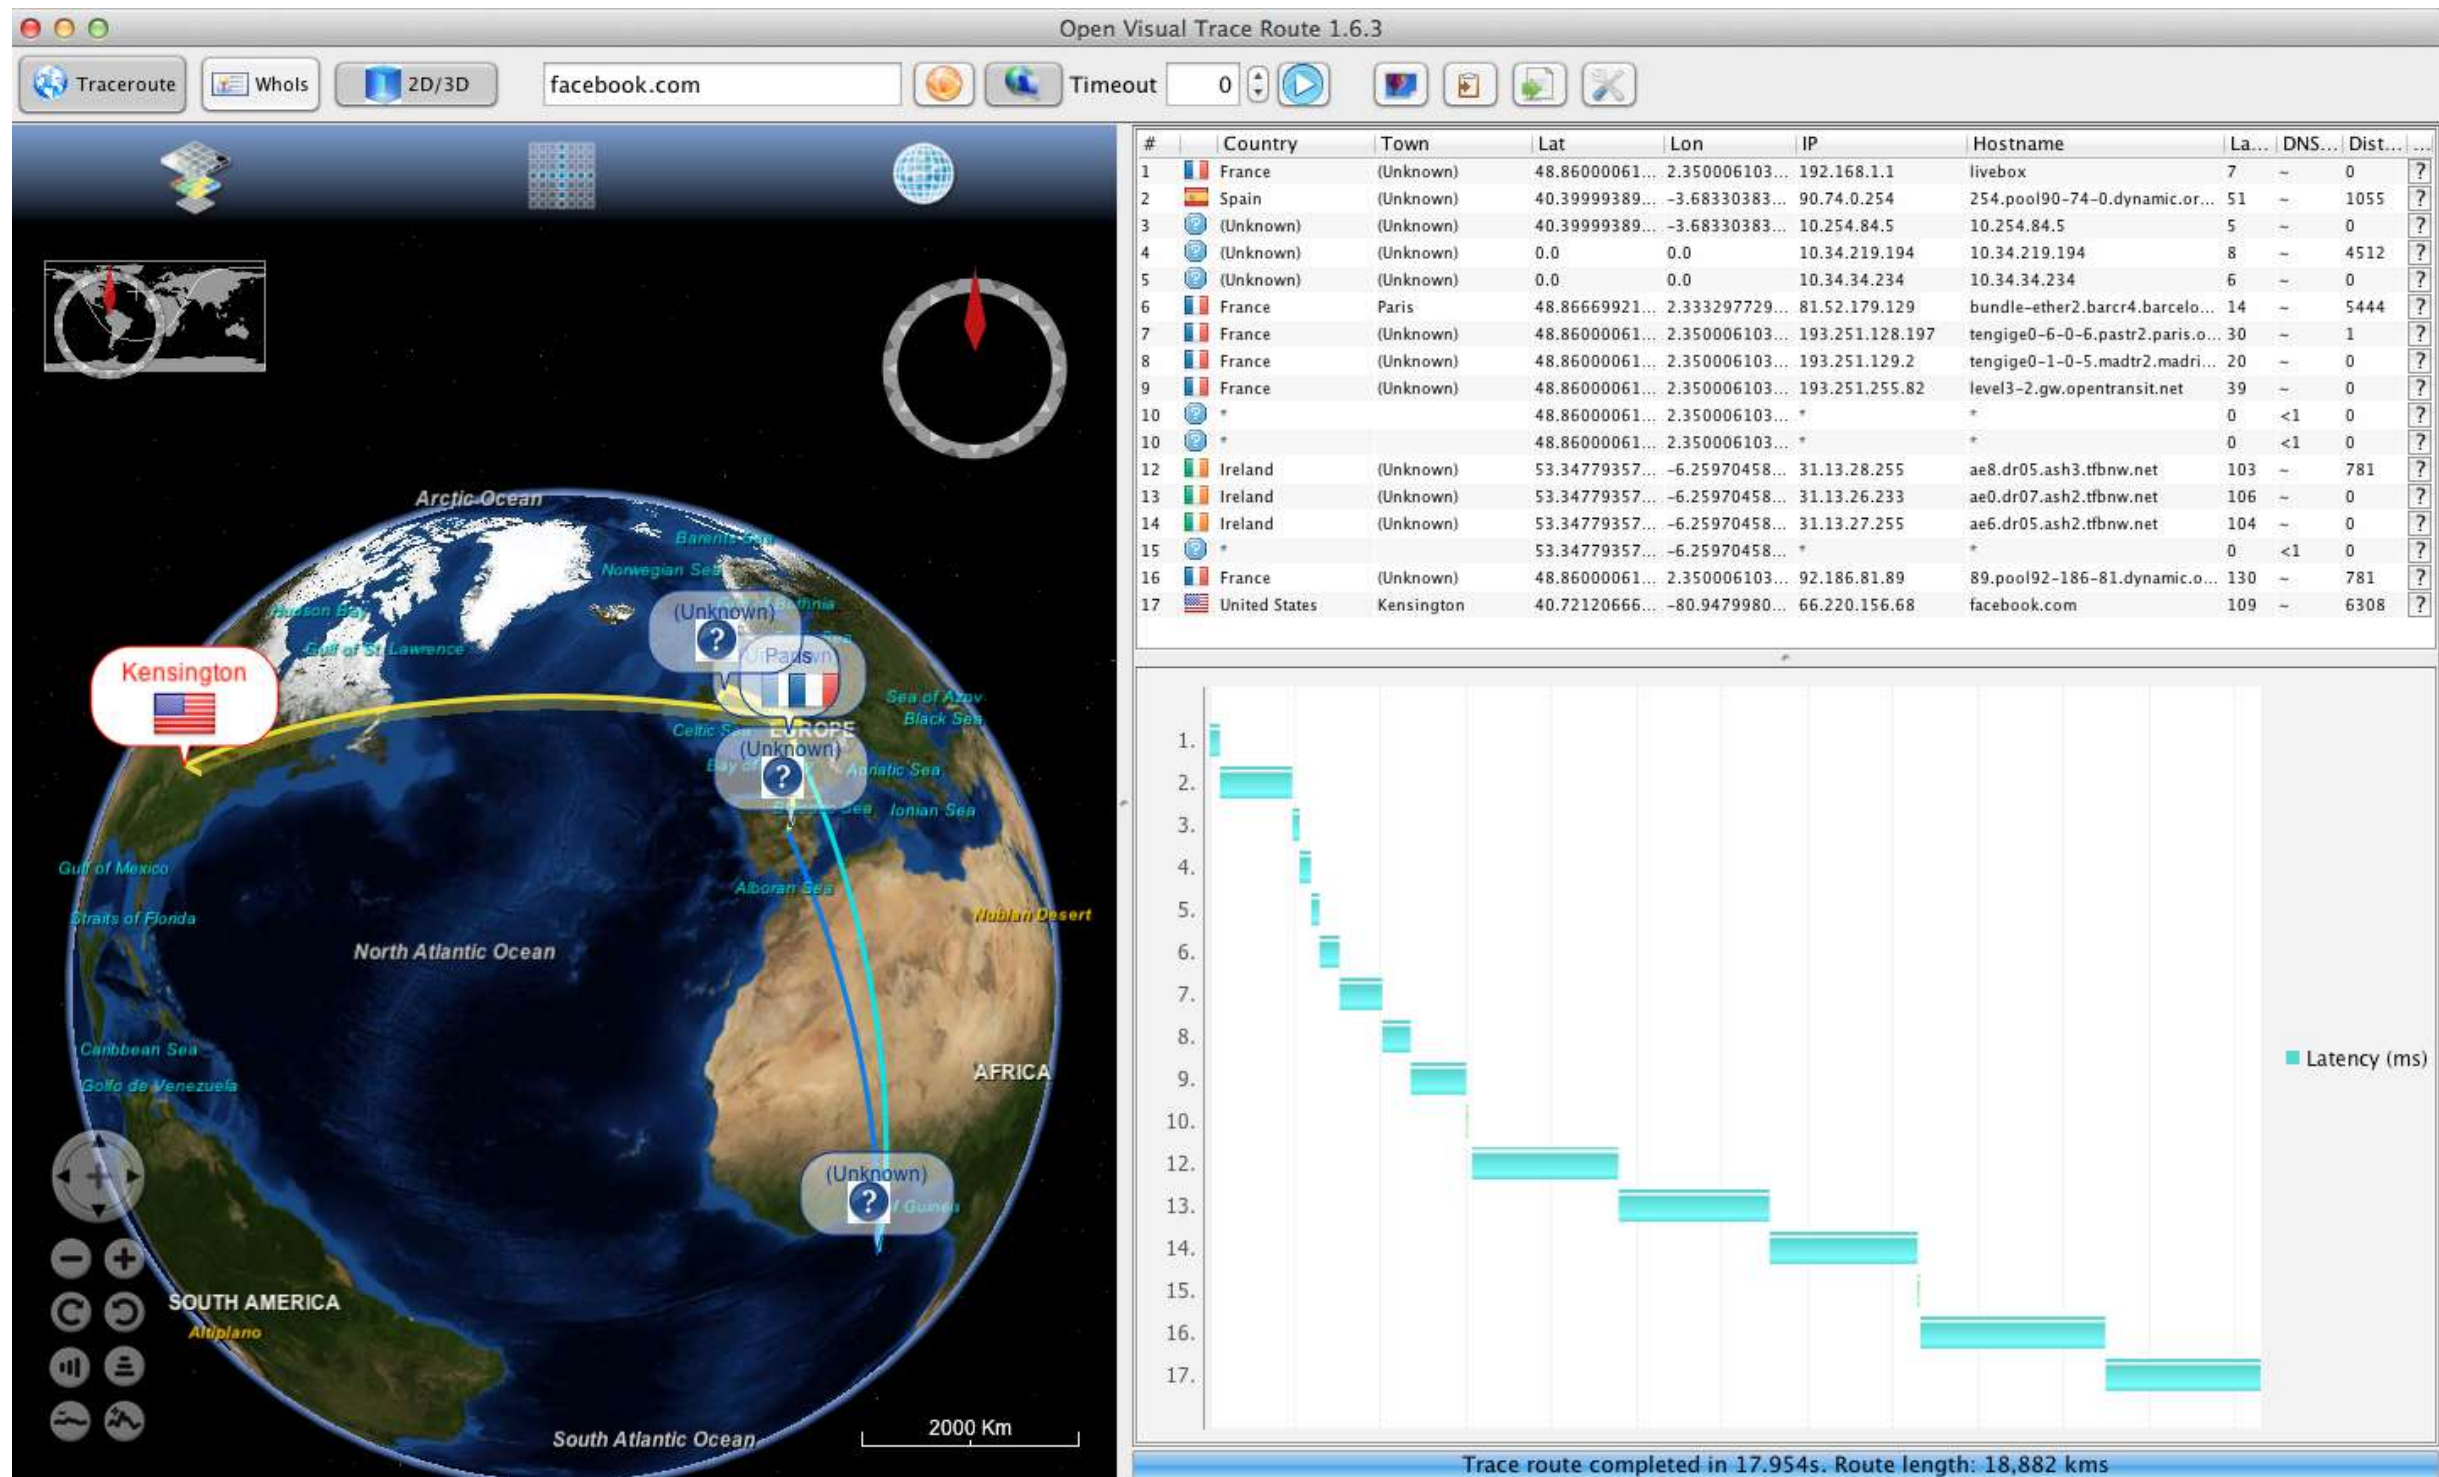 Open Visual Trace Route 1.6.3
Traceroute WhoIs 2D/3D facebook.com Timeout 0
# Country Town Lat Lon IP Hostname La... DNS... Dist... ...
1 France (Unknown) 48.86000061... 2.350006103... 192.168.1.1 livebox 7 ~ 0 ?
2 Spain (Unknown) 40.39999389... -3.68330383... 90.74.0.254 254.pool90-74-0.dynamic.or... 51 ~ 1055 ?
3 (Unknown) (Unknown) 40.39999389... -3.68330383... 10.254.84.5 10.254.84.5 5 ~ 0 ?
4 (Unknown) (Unknown) 0.0 0.0 10.34.219.194 10.34.219.194 8 ~ 4512 ?
5 (Unknown) (Unknown) 0.0 0.0 10.34.34.234 10.34.34.234 6 ~ 0 ?
6 France Paris 48.86669921... 2.333297729... 81.52.179.129 bundle-ether2.barcr4.barcelo... 14 ~ 5444 ?
7 France (Unknown) 48.86000061... 2.350006103... 193.251.128.197 tengige0-6-0-6.pastr2.paris.o... 30 ~ 1 ?
8 France (Unknown) 48.86000061... 2.350006103... 193.251.129.2 tengige0-1-0-5.madtr2.madri... 20 ~ 0 ?
9 France (Unknown) 48.86000061... 2.350006103... 193.251.255.82 level3-2.gw.opentransit.net 39 ~ 0 ?
10 * 48.86000061... 2.350006103... * * 0 <1 0 ?
10 * 48.86000061... 2.350006103... * * 0 <1 0 ?
12 Ireland (Unknown) 53.34779357... -6.25970458... 31.13.28.255 ae8.dr05.ash3.tfbnw.net 103 ~ 781 ?
13 Ireland (Unknown) 53.34779357... -6.25970458... 31.13.26.233 ae0.dr07.ash2.tfbnw.net 106 ~ 0 ?
14 Ireland (Unknown) 53.34779357... -6.25970458... 31.13.27.255 ae6.dr05.ash2.tfbnw.net 104 ~ 0 ?
15 * 53.34779357... -6.25970458... * * 0 <1 0 ?
16 France (Unknown) 48.86000061... 2.350006103... 92.186.81.89 89.pool92-186-81.dynamic.o... 130 ~ 781 ?
17 United States Kensington 40.72120666... -80.9479980... 66.220.156.68 facebook.com 109 ~ 6308 ?
Arctic Ocean
Barents Sea
Norwegian Sea
Hudson Bay
(Unknown)
Bothnia
Gulf of St. Lawrence
Paris
Kensington
Sea of Azov
Black Sea
Celtic Sea
EUROPE
(Unknown)
Adriatic Sea
Ionian Sea
Gulf of Mexico
Alboran Sea
Straits of Florida
Nubian Desert
North Atlantic Ocean
Caribbean Sea
AFRICA
Golfo de Venezuela
(Unknown)
f Guinea
SOUTH AMERICA
Altiplano
2000 Km
South Atlantic Ocean
1.
2.
3.
4.
5.
6.
7.
8.
9.
10.
12.
13.
14.
15.
16.
17.
Latency (ms)
Trace route completed in 17.954s. Route length: 18,882 kms